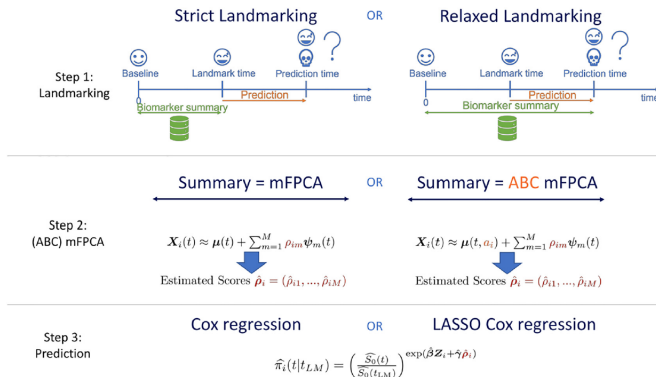 Strict Landmarking OR Relaxed Landmarking
Step 1:
Landmarking
?
Baseline Landmark time Prediction time
0 Prediction time
Biomarker summary
?
Baseline Landmark time Prediction time
0 Prediction time
Biomarker summary
Step 2:
(ABC) mFPCA
Summary = mFPCA OR Summary = ABC mFPCA
X_i(t) ≈ μ(t) + ∑_{m=1}^{M} ρ_{im} ψ_m(t)
Estimated Scores ρ̂_i = (ρ̂_{i1}, ..., ρ̂_{iM})
X_i(t) ≈ μ(t, a_i) + ∑_{m=1}^{M} ρ_{im} ψ_m(t)
Estimated Scores ρ̂_i = (ρ̂_{i1}, ..., ρ̂_{iM})
Step 3:
Prediction
Cox regression OR LASSO Cox regression
π̂_i(t|t_{LM}) = (Ŝ_0(t) / Ŝ_0(t_{LM}))^{exp(β̂Z_i+γ̂ρ̂_i)}